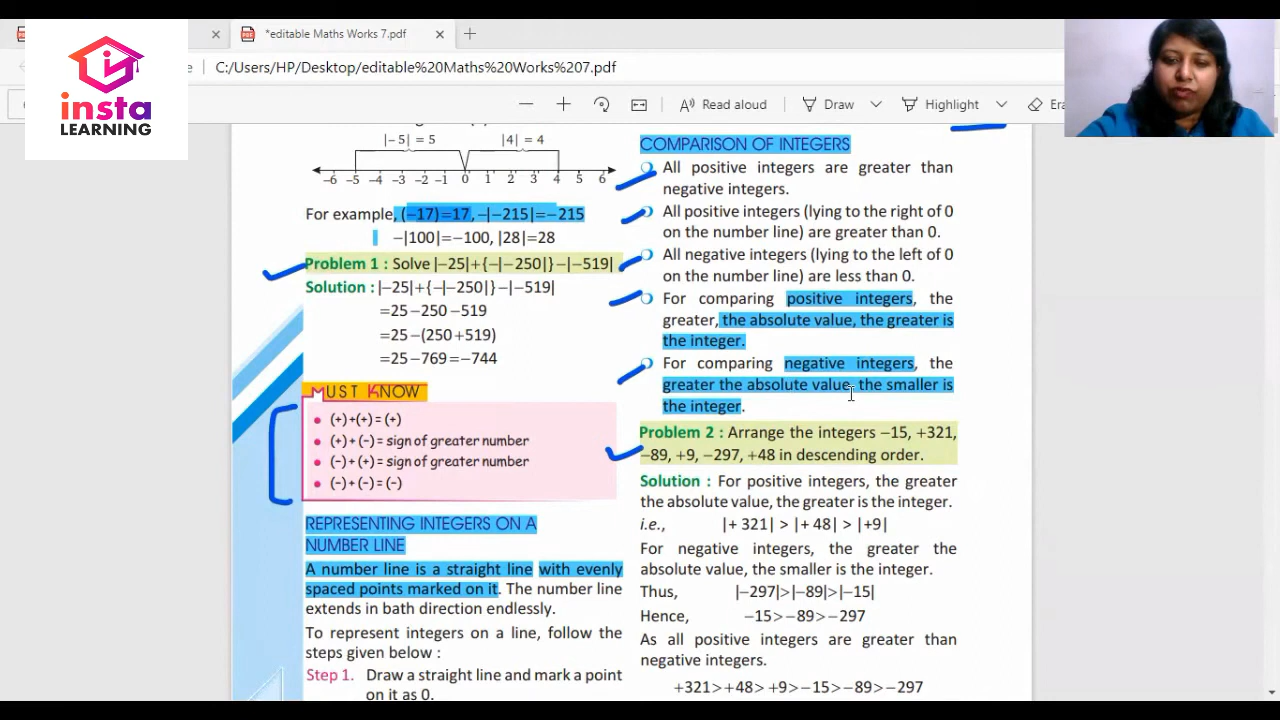 *editable Maths Works 7.pdf
C:/Users/HP/Desktop/editable%20Maths%20Works%207.pdf
Read aloud
Draw
Highlight
insta
LEARNING
|−5| = 5 |4| = 4
-6 -5 -4 -3 -2 -1 0 1 2 3 4 5 6
For example, (−17)=17, −|−215|=−215
−|100|=−100, |28|=28
Problem 1 : Solve |−25|+{−|−250|}−|−519|
Solution : |−25|+{−|−250|}−|−519|
=25−250−519
=25−(250+519)
=25−769=−744
MUST KNOW
(+)+(+) = (+)
(+)+(−) = sign of greater number
(−)+(+) = sign of greater number
(−)+(−) = (−)
REPRESENTING INTEGERS ON A
NUMBER LINE
A number line is a straight line with evenly
spaced points marked on it. The number line
extends in bath direction endlessly.
To represent integers on a line, follow the
steps given below :
Step 1. Draw a straight line and mark a point
on it as 0.
COMPARISON OF INTEGERS
All positive integers are greater than
negative integers.
All positive integers (lying to the right of 0
on the number line) are greater than 0.
All negative integers (lying to the left of 0
on the number line) are less than 0.
For comparing positive integers, the
greater, the absolute value, the greater is
the integer.
For comparing negative integers, the
greater the absolute value, the smaller is
the integer.
Problem 2 : Arrange the integers −15, +321,
−89, +9, −297, +48 in descending order.
Solution : For positive integers, the greater
the absolute value, the greater is the integer.
i.e., |+ 321| > |+ 48| > |+9|
For negative integers, the greater the
absolute value, the smaller is the integer.
Thus, |−297|>|−89|>|−15|
Hence, −15>−89>−297
As all positive integers are greater than
negative integers.
+321>+48> +9>−15>−89>−297